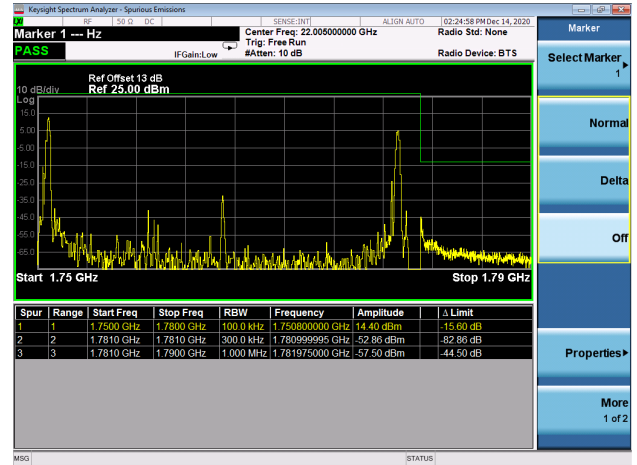 Keysight Spectrum Analyzer - Spurious Emissions
LXI RF 50 Ω DC SENSE:INT ALIGN AUTO 02:24:58 PM Dec 14, 2020
Marker 1 --- Hz
Center Freq: 22.005000000 GHz
Radio Std: None
Trig: Free Run
PASS
IFGain:Low
#Atten: 10 dB
Radio Device: BTS
Ref Offset 13 dB
10 dB/div Ref 25.00 dBm
Log
15.0
5.00
-5.00
-15.0
-25.0
-35.0
-45.0
-55.0
-65.0
Start 1.75 GHz
Stop 1.79 GHz
Spur Range Start Freq Stop Freq RBW Frequency Amplitude Δ Limit
1 1 1.7500 GHz 1.7800 GHz 100.0 kHz 1.750800000 GHz 14.40 dBm -15.60 dB
2 2 1.7810 GHz 1.7810 GHz 300.0 kHz 1.780999995 GHz -52.86 dBm -82.86 dB
3 3 1.7810 GHz 1.7900 GHz 1.000 MHz 1.781975000 GHz -57.50 dBm -44.50 dB
MSG
STATUS
Marker
Select Marker
1
Normal
Delta
Off
Properties
More
1 of 2